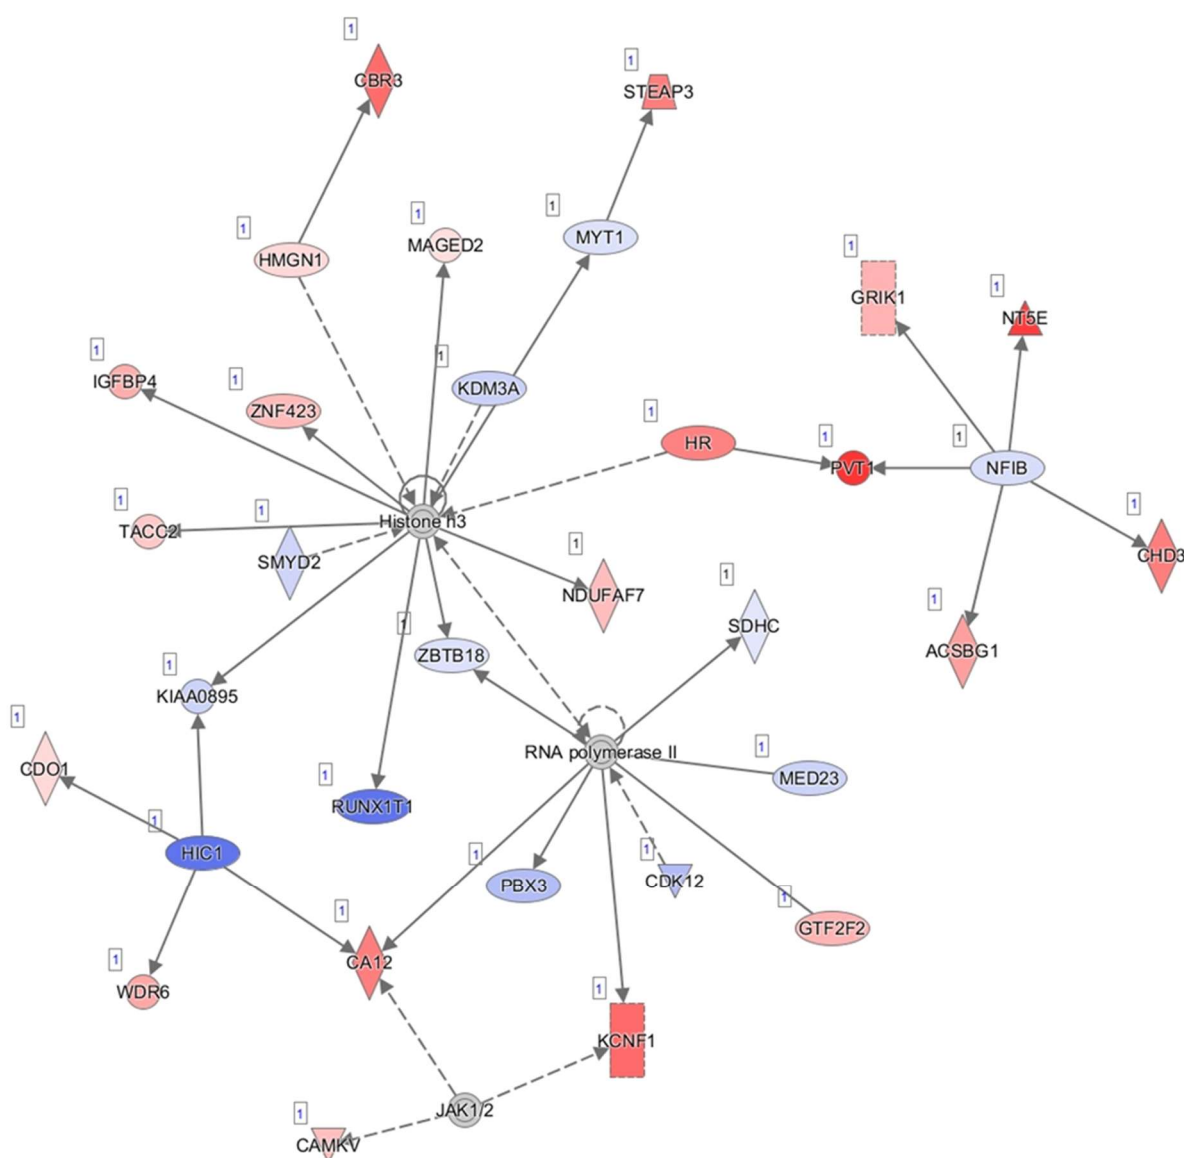 1
CBR3
1
STEAP3
1
HMGN1
1
MAGED2
1
MYT1
1
GRIK1
1
NT5E
1
IGFBP4
1
ZNF423
1
KDM3A
1
HR
1
PVT1
1
NFIB
1
TACC2
1
SMYD2
Histone h3
1
NDUFAF7
1
CHD3
1
ACSBG1
1
SDHC
1
ZBTB18
1
KIAA0895
1
CDO1
RNA polymerase II
1
MED23
1
RUNX1T1
1
HIC1
1
PBX3
1
CDK12
1
GTF2F2
1
CA12
1
WDR6
1
KCNF1
JAK1/2
1
CAMKV